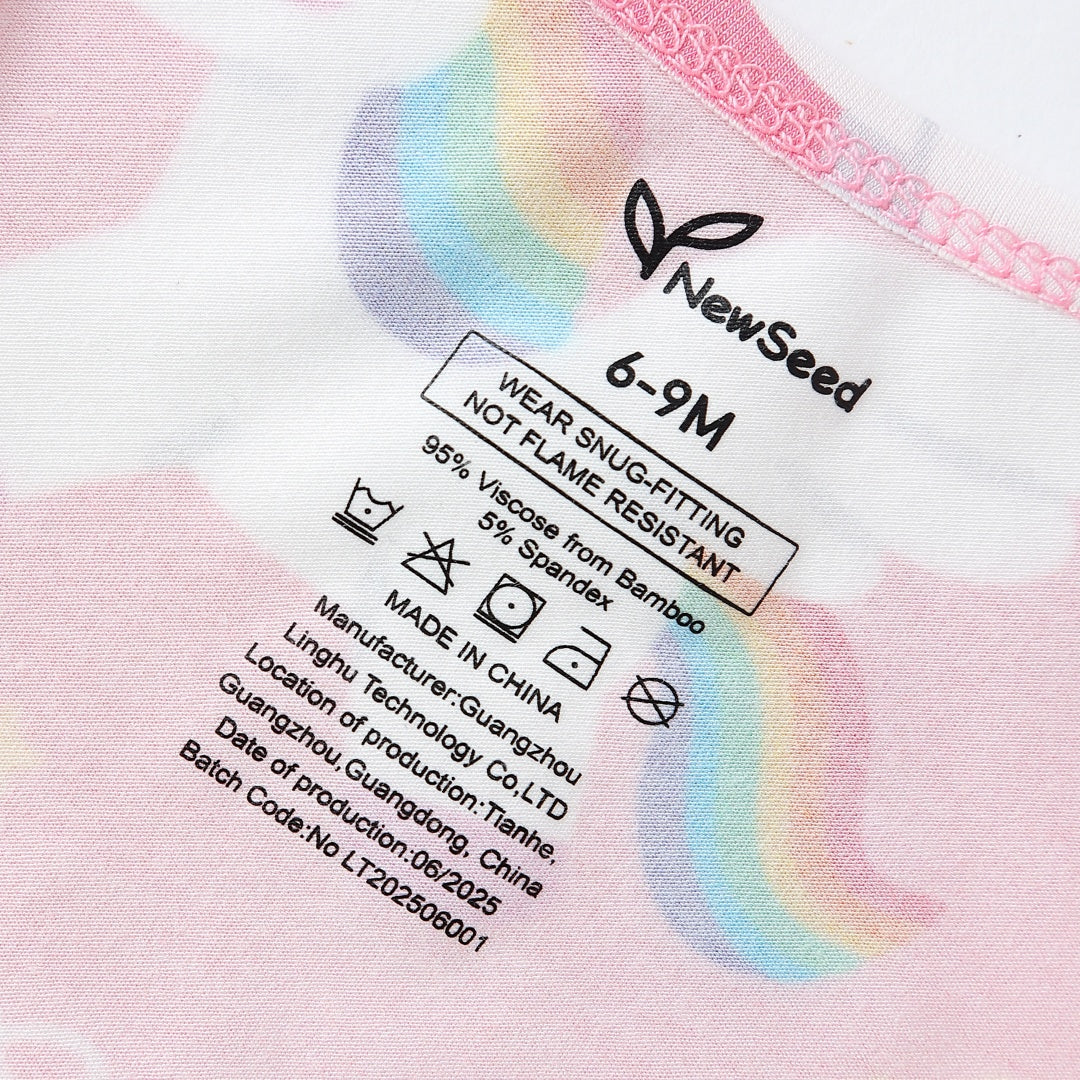 NewSeed
6-9M
WEAR SNUG-FITTING
NOT FLAME RESISTANT
95% Viscose from Bamboo
5% Spandex
MADE IN CHINA
Manufacturer:Guangzhou
Linghu Technology Co,LTD
Location of production:Tianhe,
Guangzhou,Guangdong, China
Date of production:06/2025
Batch Code:No LT202506001